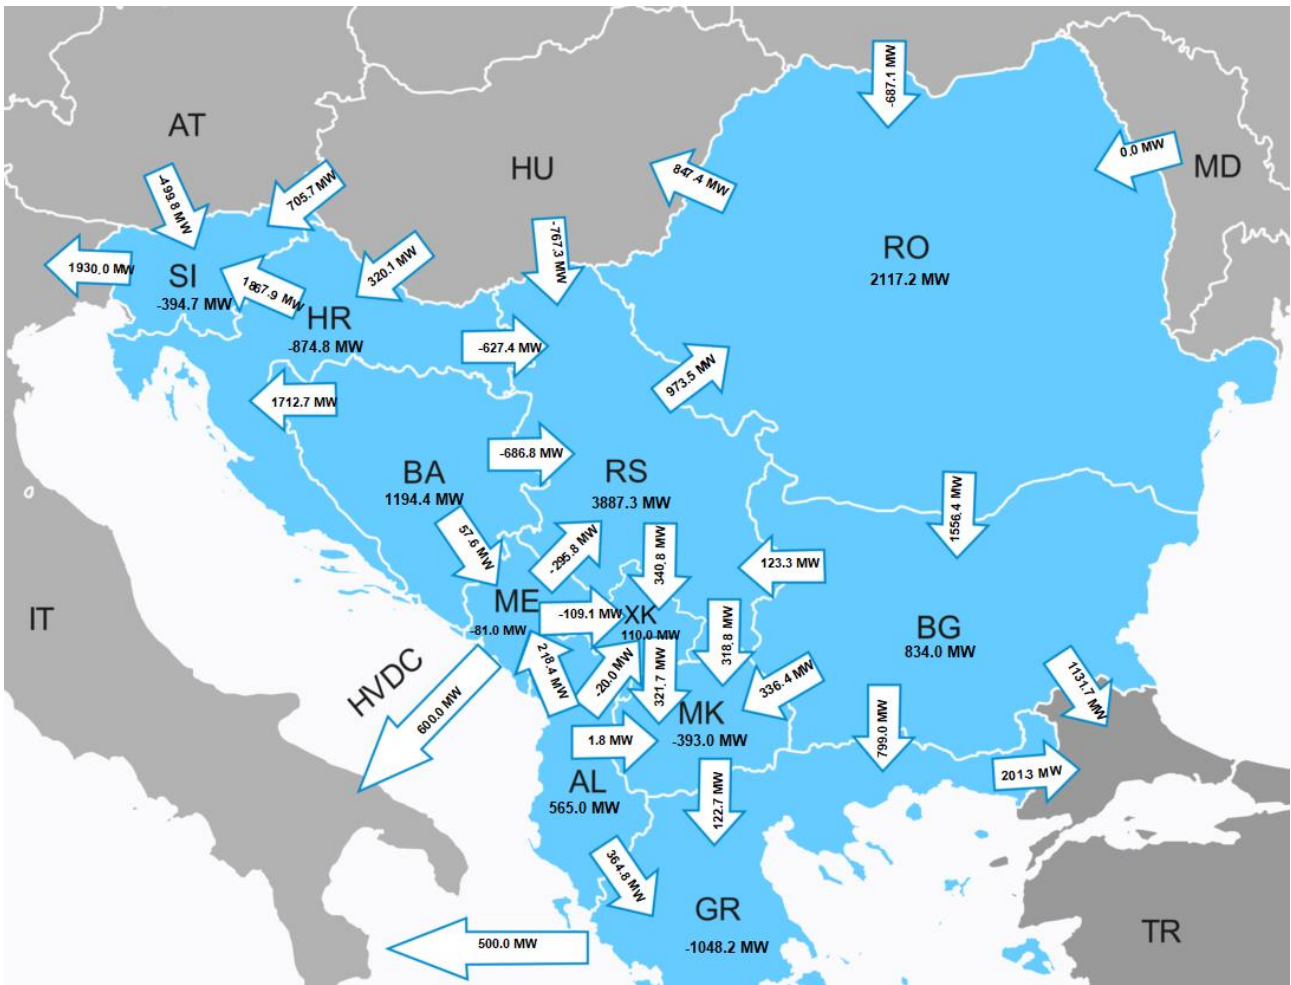 -687.1 MW
AT
HU
847.4 MW
0.0 MW
MD
-499.8 MW
705.7 MW
-767.3 MW
320.1 MW
RO
2117.2 MW
1930.0 MW
SI
-394.7 MW
1867.9 MW
HR
-874.8 MW
-627.4 MW
973.5 MW
1712.7 MW
-686.8 MW
BA
1194.4 MW
RS
3887.3 MW
1556.4 MW
57.6 MW
-295.8 MW
340.8 MW
123.3 MW
IT
ME
-81.0 MW
-109.1 MW
XK
110.0 MW
318.8 MW
BG
834.0 MW
HVDC
600.0 MW
218.4 MW
-20.0 MW
321.7 MW
336.4 MW
1131.7 MW
MK
-393.0 MW
1.8 MW
799.0 MW
201.3 MW
AL
565.0 MW
122.7 MW
364.8 MW
GR
-1048.2 MW
500.0 MW
TR